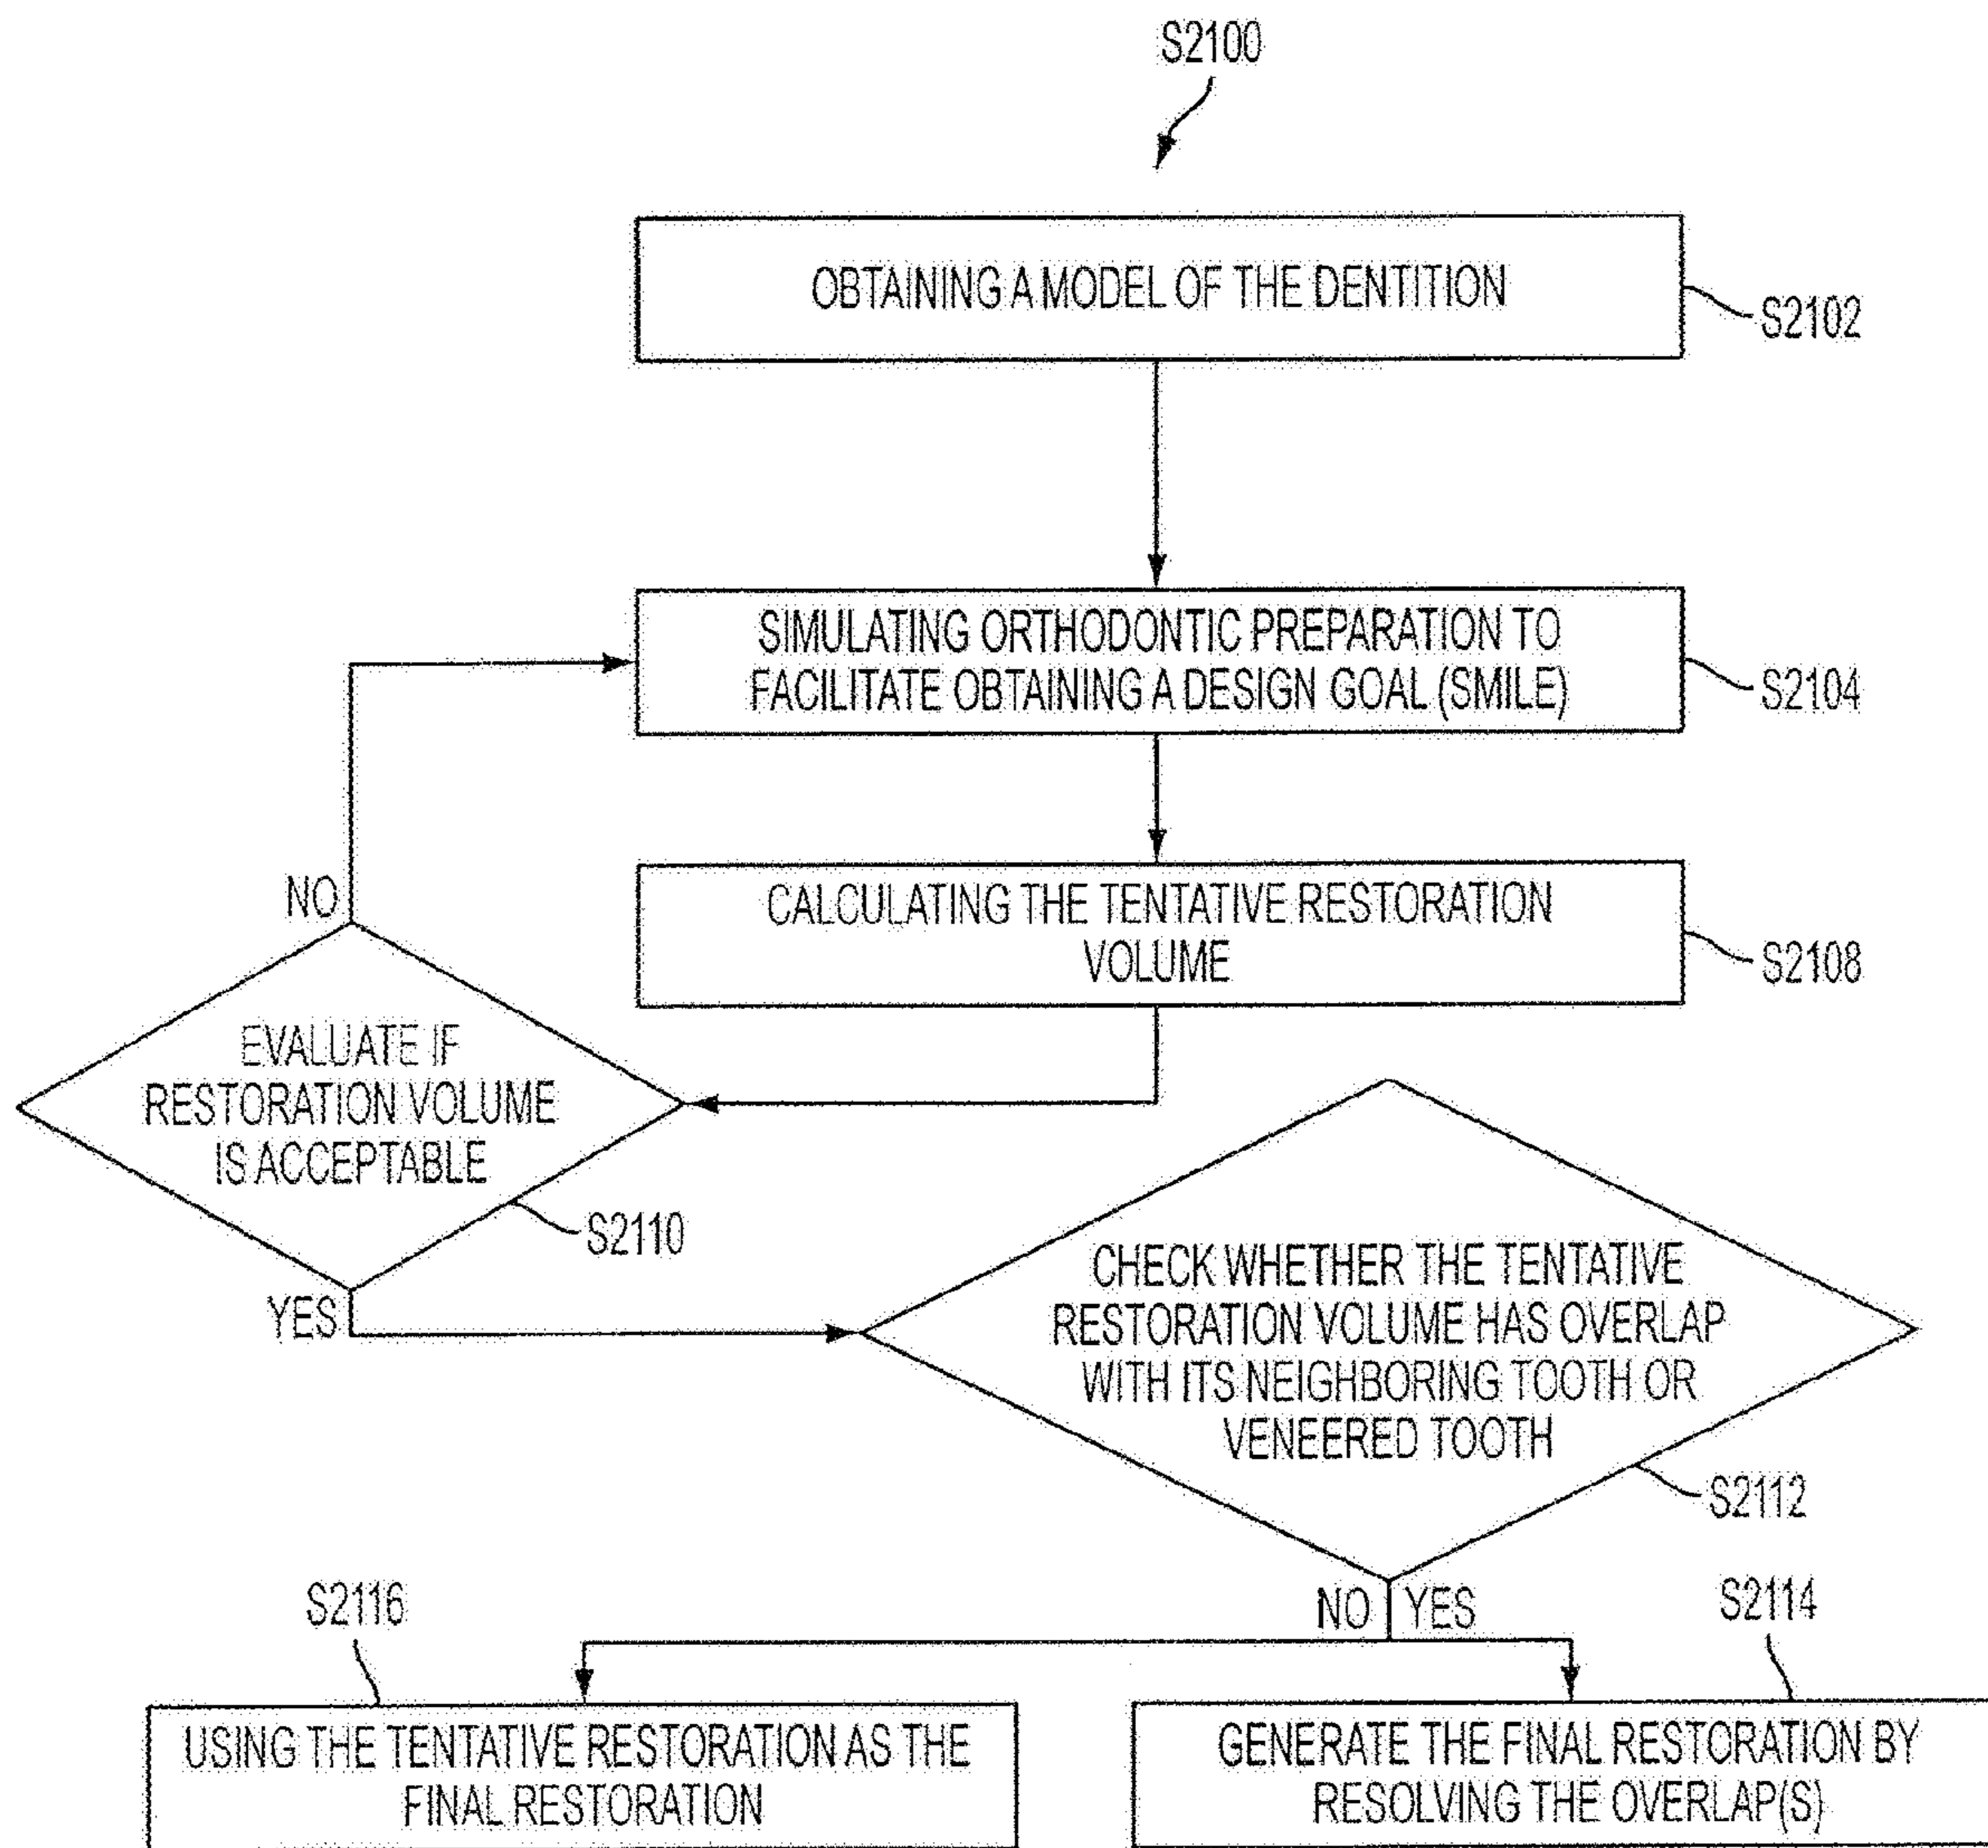 S2100
OBTAINING A MODEL OF THE DENTITION
S2102
SIMULATING ORTHODONTIC PREPARATION TO
FACILITATE OBTAINING A DESIGN GOAL (SMILE)
S2104
NO
CALCULATING THE TENTATIVE RESTORATION
VOLUME
S2108
EVALUATE IF
RESTORATION VOLUME
IS ACCEPTABLE
S2110
YES
CHECK WHETHER THE TENTATIVE
RESTORATION VOLUME HAS OVERLAP
WITH ITS NEIGHBORING TOOTH OR
VENEERED TOOTH
S2112
NO
YES
S2116
S2114
USING THE TENTATIVE RESTORATION AS THE
FINAL RESTORATION
GENERATE THE FINAL RESTORATION BY
RESOLVING THE OVERLAP(S)